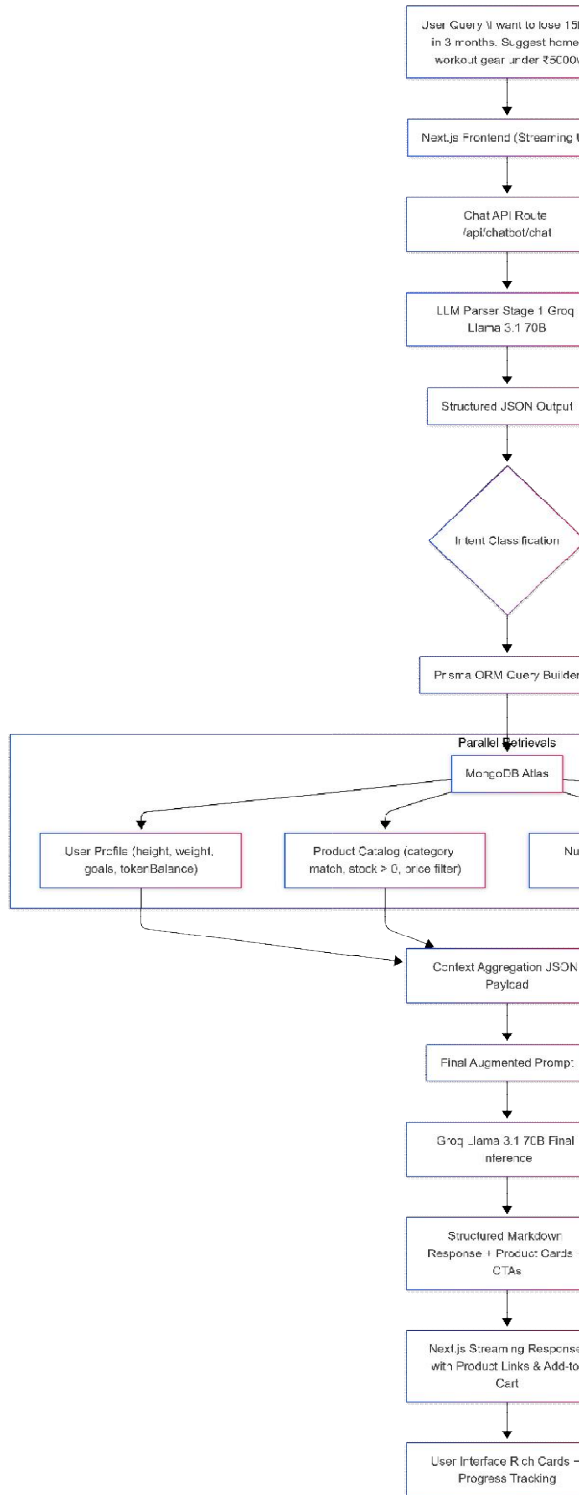 User Query \I want to lose 15
in 3 months. Suggest home
workout gear under ₹5000
Next.js Frontend (Streaming
Chat API Route
/api/chatbot/chat
LLM Parser Stage 1 Groq
Llama 3.1 70B
Structured JSON Output
Intent Classification
Prisma ORM Query Builder
Parallel Retrievals
MongoDB Atlas
User Profile (height, weight,
goals, tokenBalance)
Product Catalog (category
match, stock > 0, price filter)
Nu
Context Aggregation JSON
Payload
Final Augmented Prompt
Groq Llama 3.1 70B Final
Inference
Structured Markdown
Response + Product Cards +
CTAs
Next.js Streaming Response
with Product Links & Add-to-
Cart
User Interface Rich Cards +
Progress Tracking